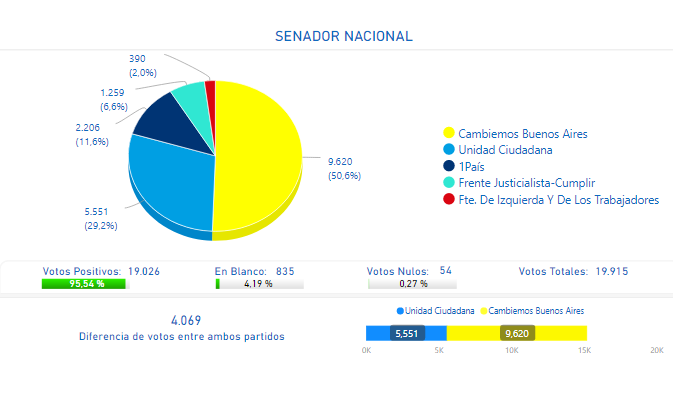 SENADOR NACIONAL
390
(2,0%)
1.259
(6,6%)
2.206
(11,6%)
5.551
(29,2%)
9.620
(50,6%)
Cambiemos Buenos Aires
Unidad Ciudadana
1País
Frente Justicialista-Cumplir
Fte. De Izquierda Y De Los Trabajadores
Votos Positivos: 19.026
95,54 %
En Blanco: 835
4,19 %
Votos Nulos: 54
0,27 %
Votos Totales: 19.915
4.069
Diferencia de votos entre ambos partidos
Unidad Ciudadana Cambiemos Buenos Aires
5,551 9,620
0K 5K 10K 15K 20K